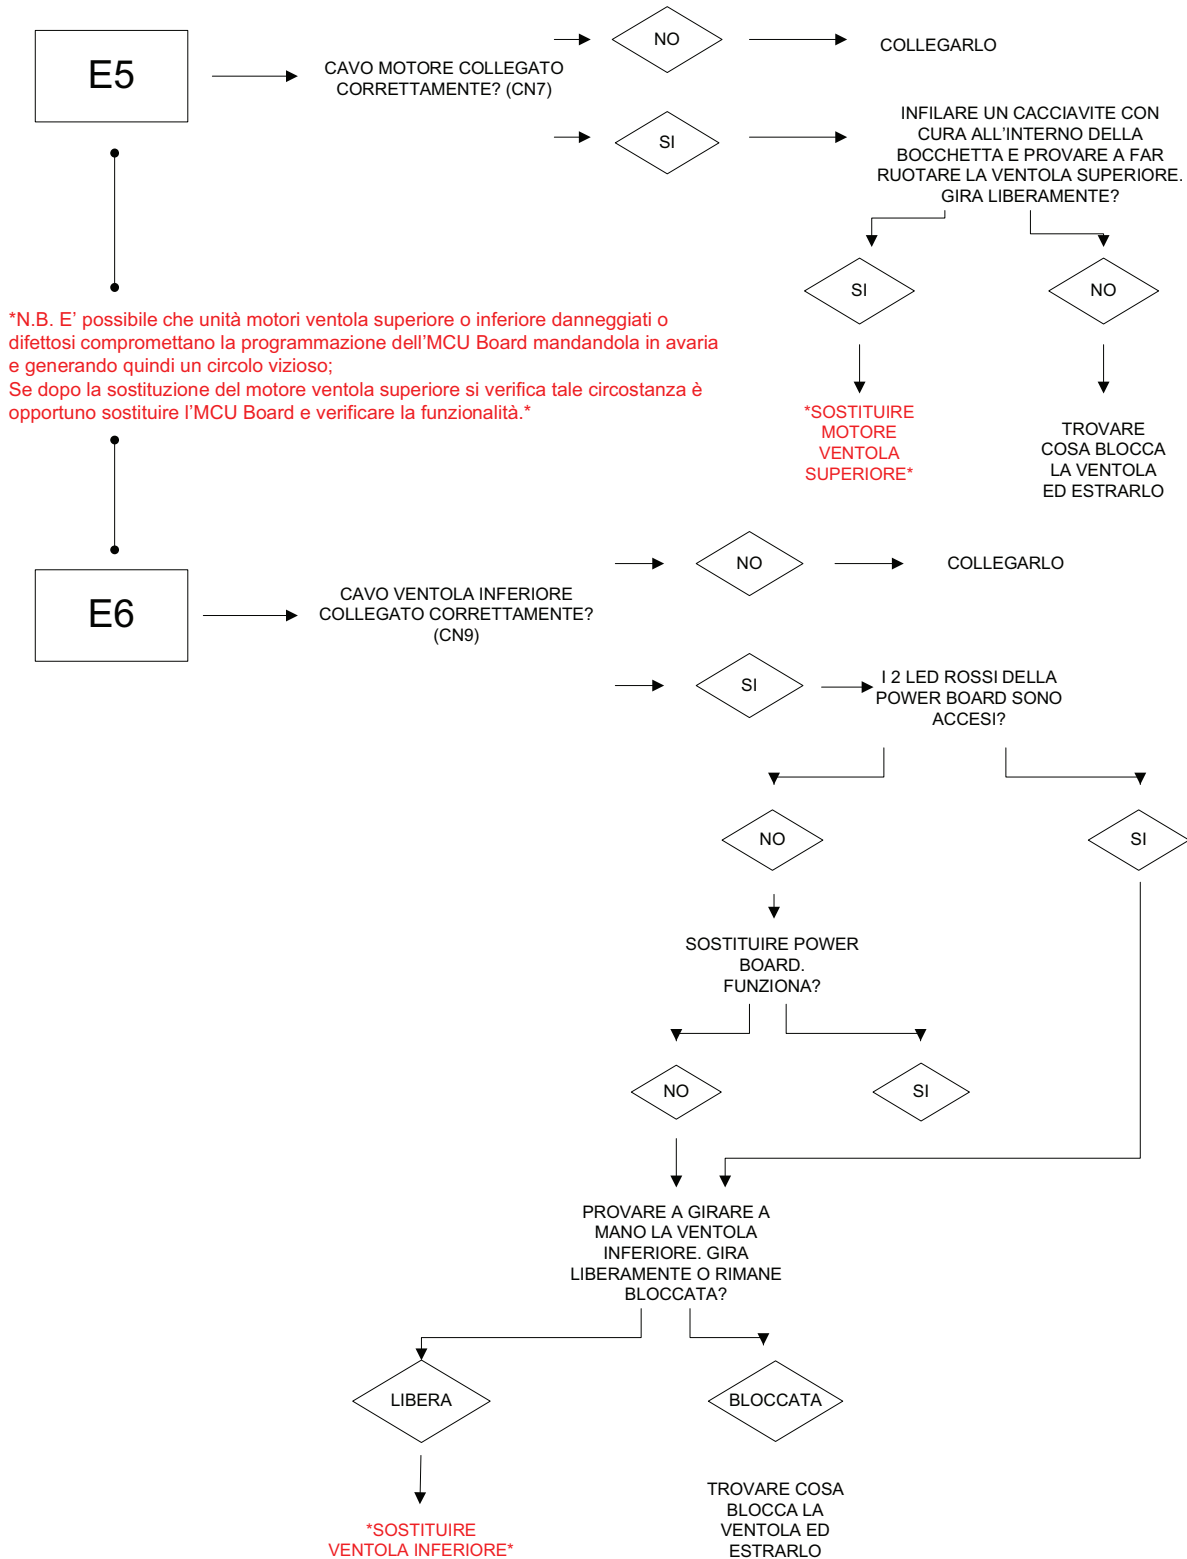 E5
CAVO MOTORE COLLEGATO
CORRETTAMENTE? (CN7)
NO
COLLEGARLO
SI
INFILARE UN CACCIAVITE CON
CURA ALL'INTERNO DELLA
BOCCHETTA E PROVARE A FAR
RUOTARE LA VENTOLA SUPERIORE.
GIRA LIBERAMENTE?
SI
NO
*SOSTITUIRE
MOTORE
VENTOLA
SUPERIORE*
TROVARE
COSA BLOCCA
LA VENTOLA
ED ESTRARLO
*N.B. E' possibile che unità motori ventola superiore o inferiore danneggiati o
difettosi compromettano la programmazione dell'MCU Board mandandola in avaria
e generando quindi un circolo vizioso;
Se dopo la sostituzione del motore ventola superiore si verifica tale circostanza è
opportuno sostituire l'MCU Board e verificare la funzionalità.*
E6
CAVO VENTOLA INFERIORE
COLLEGATO CORRETTAMENTE?
(CN9)
NO
COLLEGARLO
SI
I 2 LED ROSSI DELLA
POWER BOARD SONO
ACCESI?
NO
SI
SOSTITUIRE POWER
BOARD.
FUNZIONA?
NO
SI
PROVARE A GIRARE A
MANO LA VENTOLA
INFERIORE. GIRA
LIBERAMENTE O RIMANE
BLOCCATA?
LIBERA
BLOCCATA
*SOSTITUIRE
VENTOLA INFERIORE*
TROVARE COSA
BLOCCA LA
VENTOLA ED
ESTRARLO